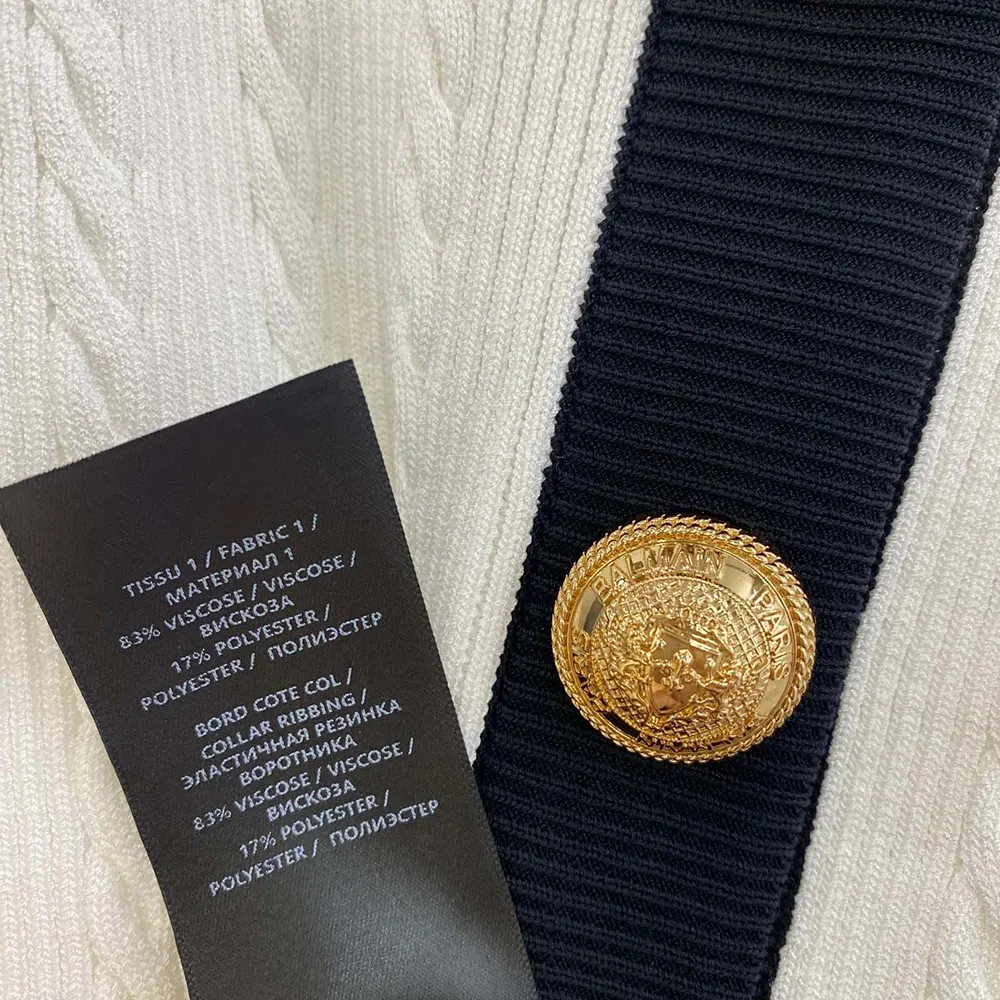 TISSU 1 / FABRIC 1 /
МАТЕРИАЛ 1
83% VISCOSE / VISCOSE /
ВИСКОЗА
17% POLYESTER /
POLYESTER / ПОЛИЭСТЕР
BORD COTE COL /
COLLAR RIBBING /
ЭЛАСТИЧНАЯ РЕЗИНКА
ВОРОТНИКА
83% VISCOSE / VISCOSE /
ВИСКОЗА
17% POLYESTER /
POLYESTER / ПОЛИЭСТЕР
BALMAIN PARIS